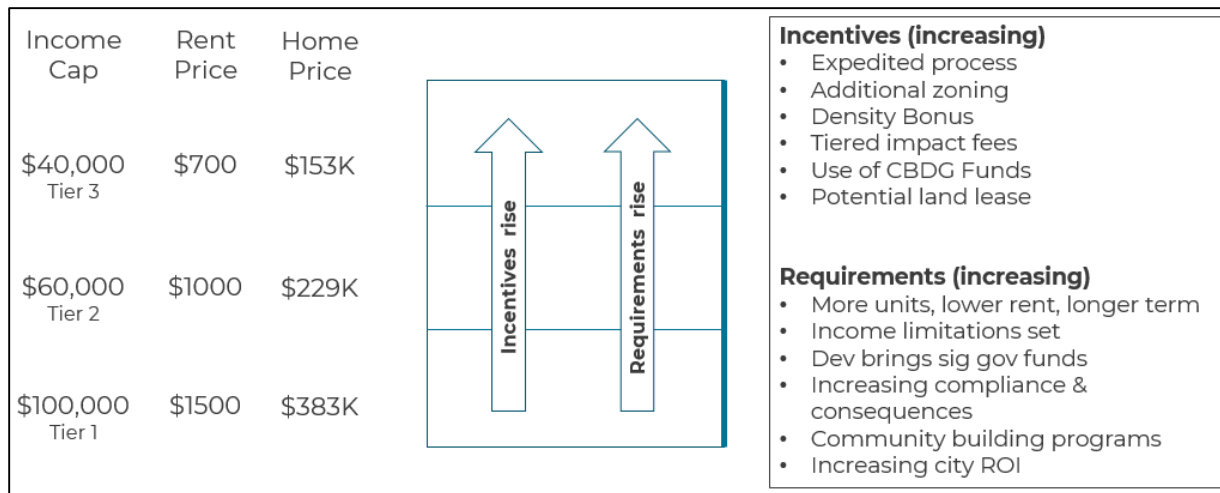 Income Cap
Rent Price
Home Price
$40,000
Tier 3
$700
$153K
$60,000
Tier 2
$1000
$229K
$100,000
Tier 1
$1500
$383K
Incentives rise
Requirements rise
Incentives (increasing)
• Expedited process
• Additional zoning
• Density Bonus
• Tiered impact fees
• Use of CBDG Funds
• Potential land lease
Requirements (increasing)
• More units, lower rent, longer term
• Income limitations set
• Dev brings sig gov funds
• Increasing compliance &
consequences
• Community building programs
• Increasing city ROI